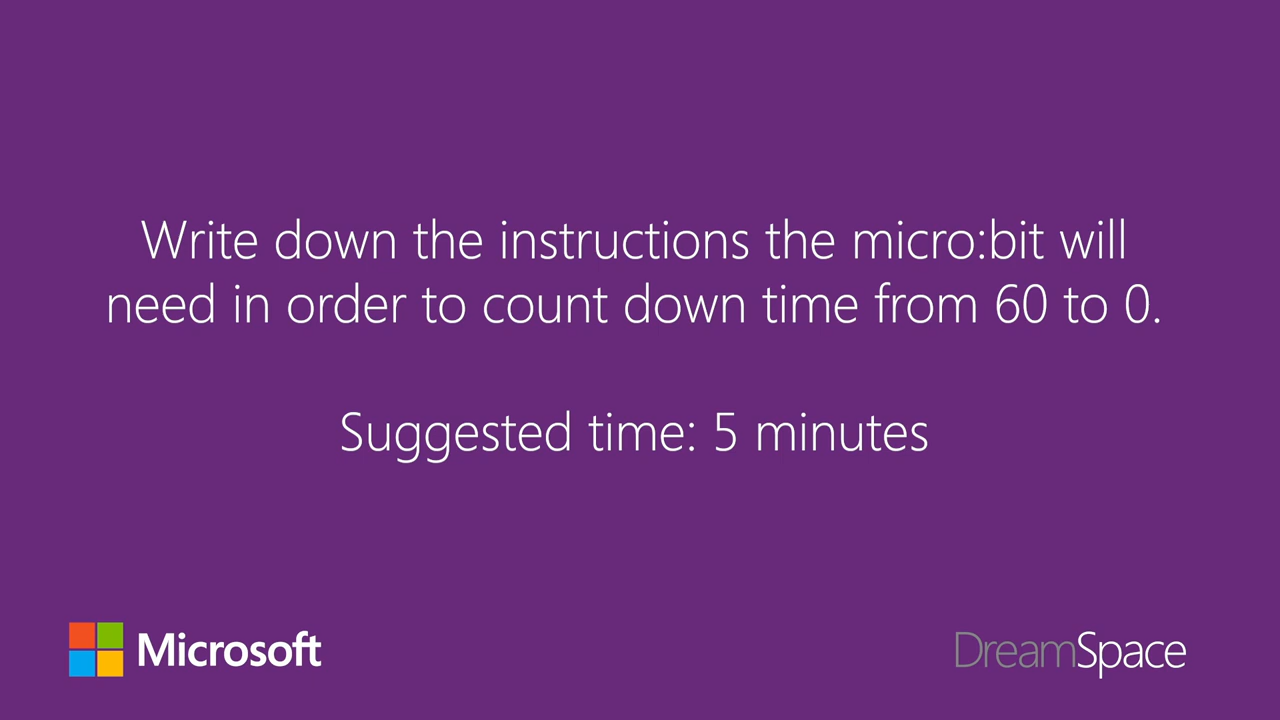 Write down the instructions the micro:bit will
need in order to count down time from 60 to 0.
Suggested time: 5 minutes
Microsoft
DreamSpace